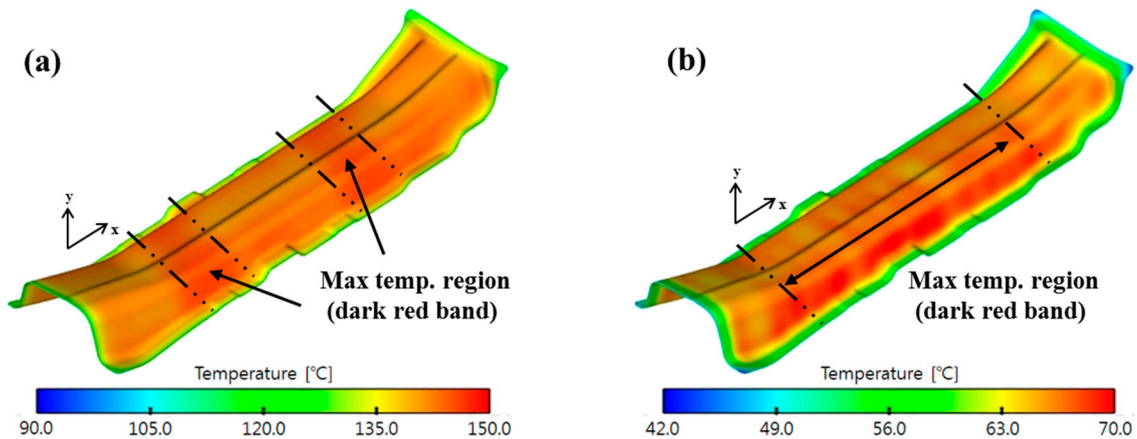 (a)
y
x
Max temp. region
(dark red band)
Temperature [°C]
90.0 105.0 120.0 135.0 150.0
(b)
y
x
Max temp. region
(dark red band)
Temperature [°C]
42.0 49.0 56.0 63.0 70.0